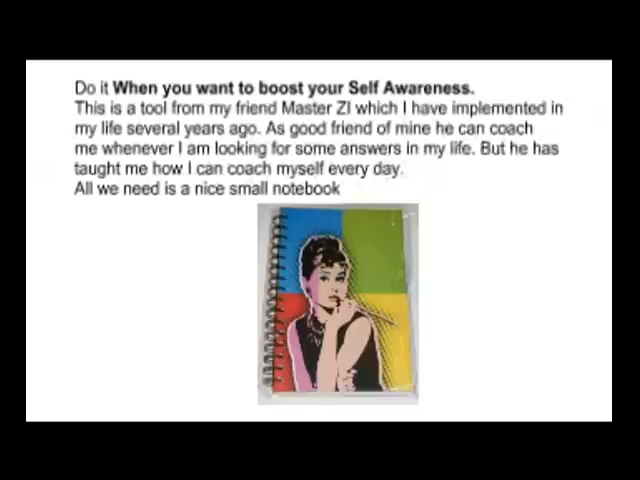 Do it When you want to boost your Self Awareness.
This is a tool from my friend Master ZI which I have implemented in
my life several years ago. As good friend of mine he can coach
me whenever I am looking for some answers in my life. But he has
taught me how I can coach myself every day.
All we need is a nice small notebook